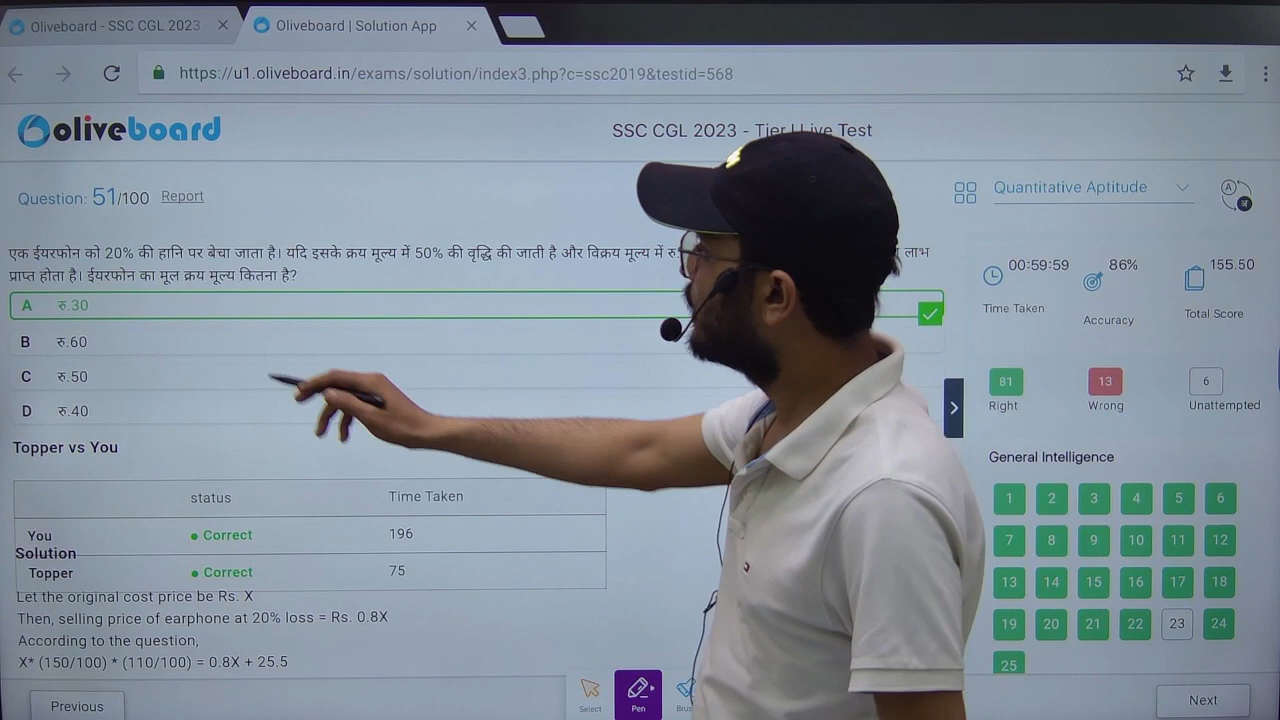 Oliveboard - SSC CGL 2023
Oliveboard | Solution App
https://u1.oliveboard.in/exams/solution/index3.php?c=ssc2019&testid=568
oliveboard
SSC CGL 2023 - Tier I Live Test
Question: 51/100 Report
Quantitative Aptitude
एक ईयरफोन को 20% की हानि पर बेचा जाता है। यदि इसके क्रय मूल्य में 50% की वृद्धि की जाती है और विक्रय मूल्य में रु लाभ
प्राप्त होता है। ईयरफोन का मूल क्रय मूल्य कितना है?
A रु.30
B रु.60
C रु.50
D रु.40
00:59:59
Time Taken
86%
Accuracy
155.50
Total Score
81
Right
13
Wrong
6
Unattempted
Topper vs You
status Time Taken
You Correct 196
Solution
Topper Correct 75
Let the original cost price be Rs. X
Then, selling price of earphone at 20% loss = Rs. 0.8X
According to the question,
X* (150/100) * (110/100) = 0.8X + 25.5
General Intelligence
1 2 3 4 5 6
7 8 9 10 11 12
13 14 15 16 17 18
19 20 21 22 23 24
25
Previous
Select
Pen
Next